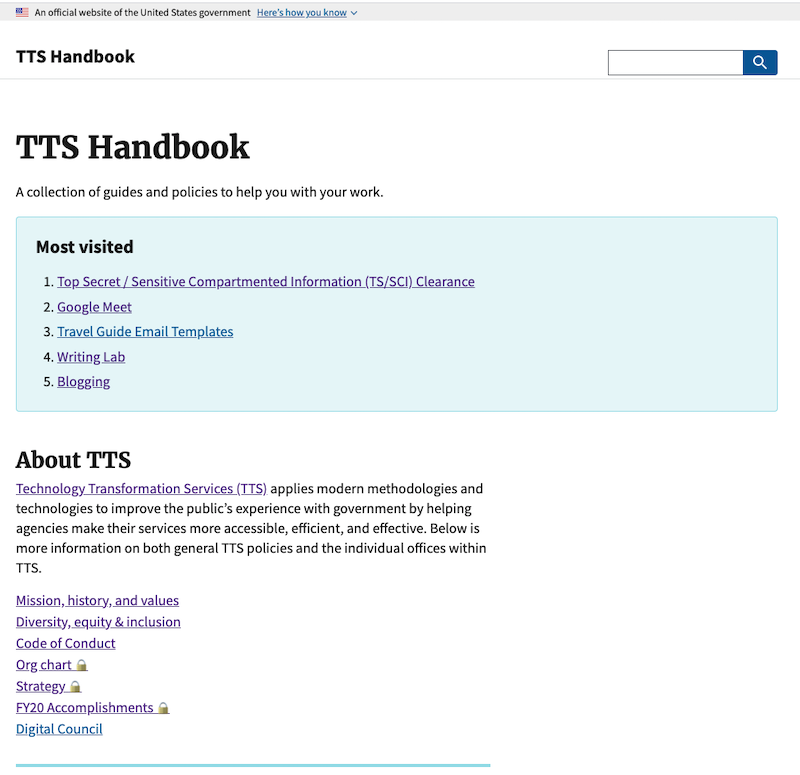 An official website of the United States government Here's how you know
TTS Handbook
TTS Handbook
A collection of guides and policies to help you with your work.
Most visited
1. Top Secret / Sensitive Compartmented Information (TS/SCI) Clearance
2. Google Meet
3. Travel Guide Email Templates
4. Writing Lab
5. Blogging
About TTS
Technology Transformation Services (TTS) applies modern methodologies and
technologies to improve the public's experience with government by helping
agencies make their services more accessible, efficient, and effective. Below is
more information on both general TTS policies and the individual offices within
TTS.
Mission, history, and values
Diversity, equity & inclusion
Code of Conduct
Org chart
Strategy
FY20 Accomplishments
Digital Council